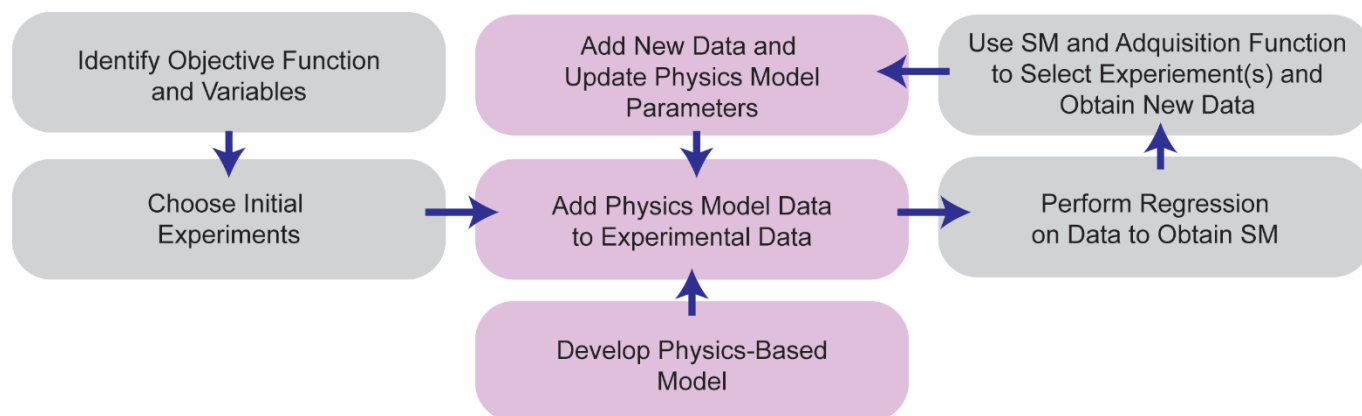 Identify Objective Function
and Variables
Choose Initial
Experiments
Add New Data and
Update Physics Model
Parameters
Add Physics Model Data
to Experimental Data
Develop Physics-Based
Model
Use SM and Adquisition Function
to Select Experiement(s) and
Obtain New Data
Perform Regression
on Data to Obtain SM